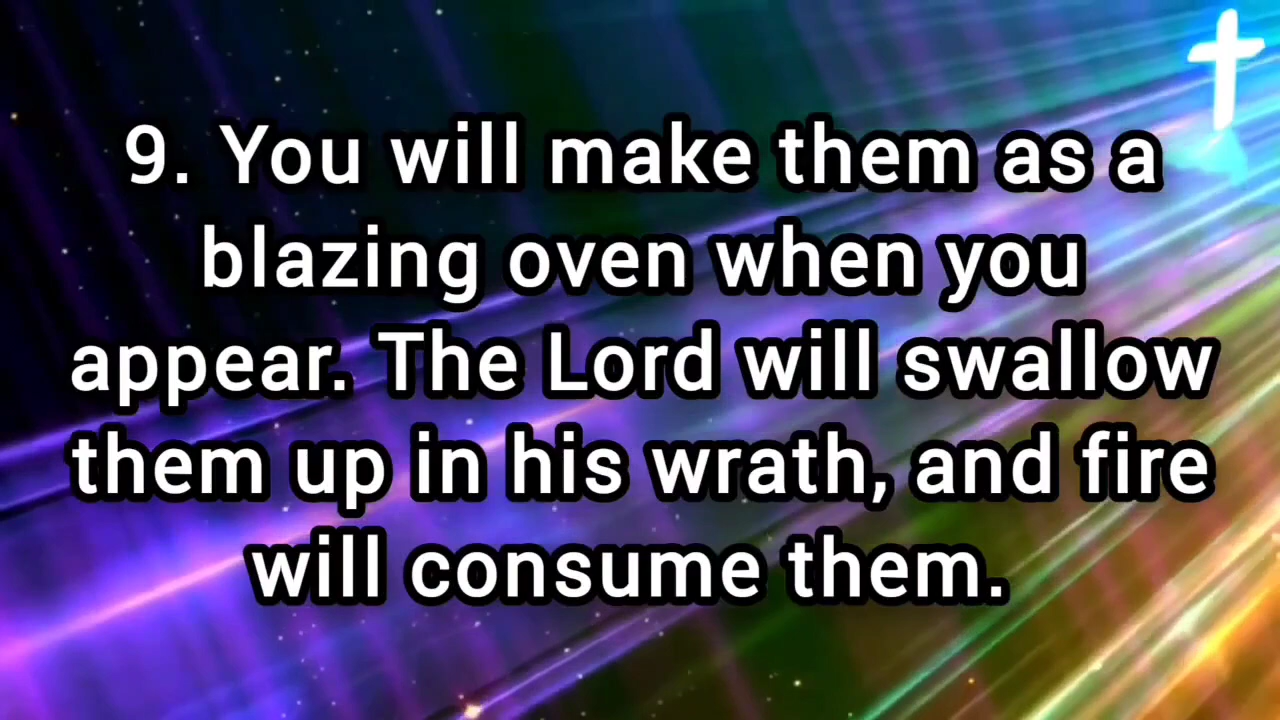 9. You will make them as a
blazing oven when you
appear. The Lord will swallow
them up in his wrath, and fire
will consume them.